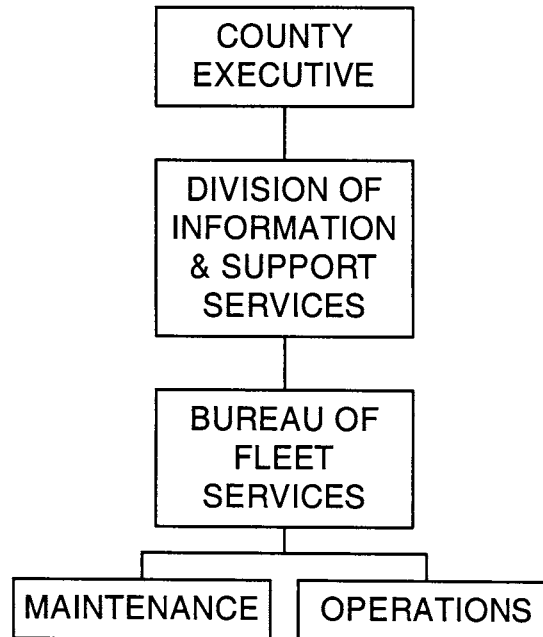 COUNTY
EXECUTIVE
DIVISION OF
INFORMATION
& SUPPORT
SERVICES
BUREAU OF
FLEET
SERVICES
MAINTENANCE
OPERATIONS